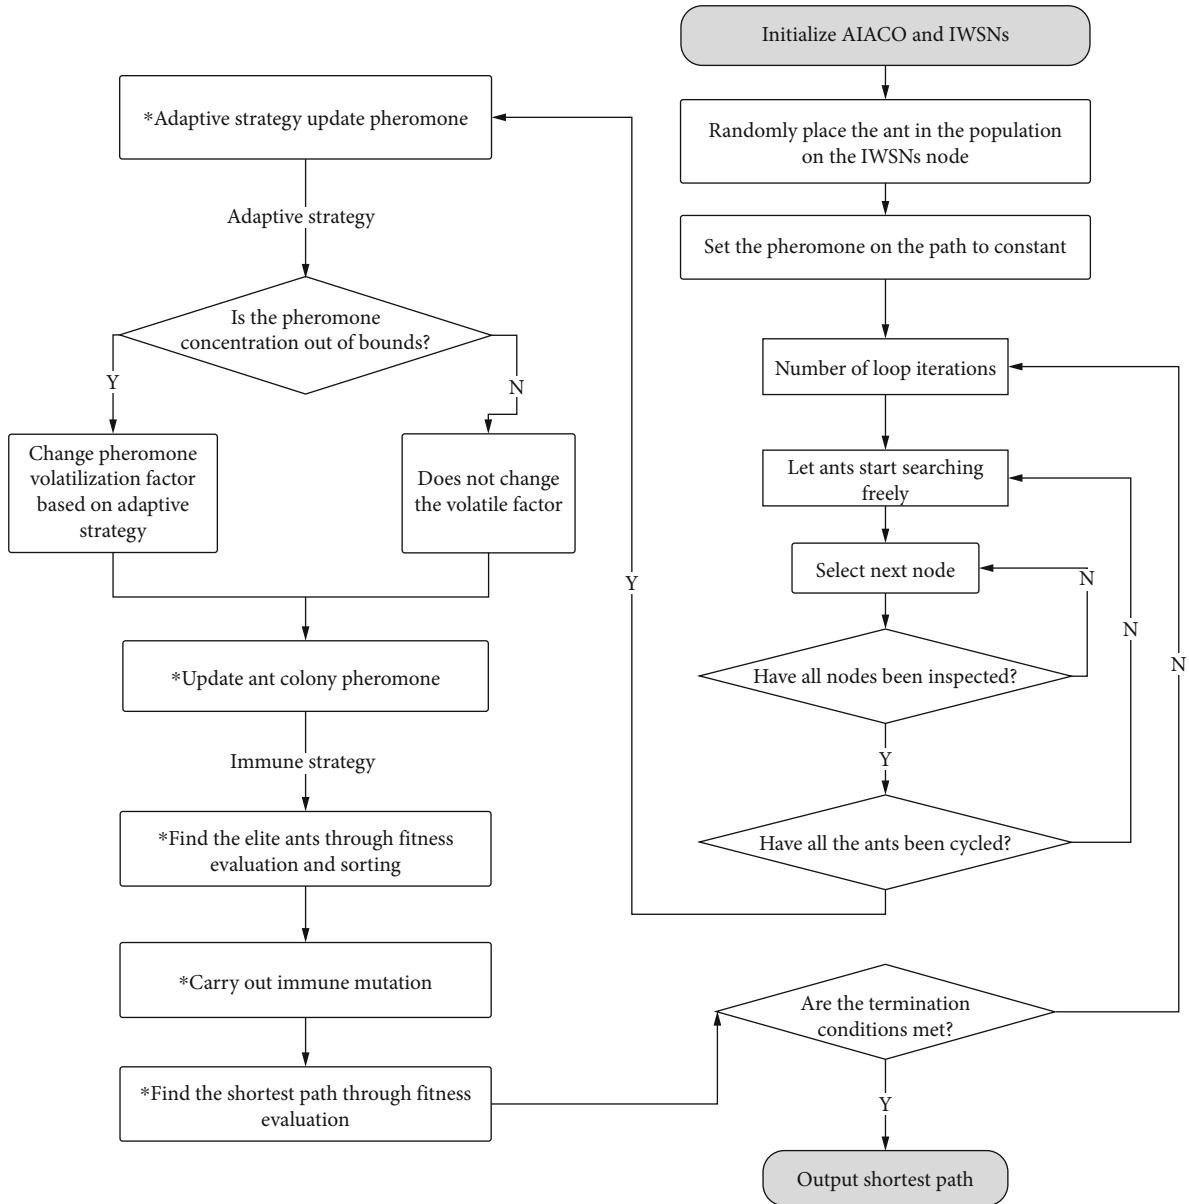 Initialize AIACO and IWSNs
Randomly place the ant in the population
on the IWSNs node
Set the pheromone on the path to constant
Number of loop iterations
Let ants start searching
freely
Select next node
N
Have all nodes been inspected?
Y
N
Have all the ants been cycled?
Y
N
*Adaptive strategy update pheromone
Adaptive strategy
Is the pheromone
concentration out of bounds?
Y
N
Change pheromone
volatilization factor
based on adaptive
strategy
Does not change
the volatile factor
*Update ant colony pheromone
Immune strategy
*Find the elite ants through fitness
evaluation and sorting
*Carry out immune mutation
*Find the shortest path through fitness
evaluation
Are the termination
conditions met?
Y
Output shortest path